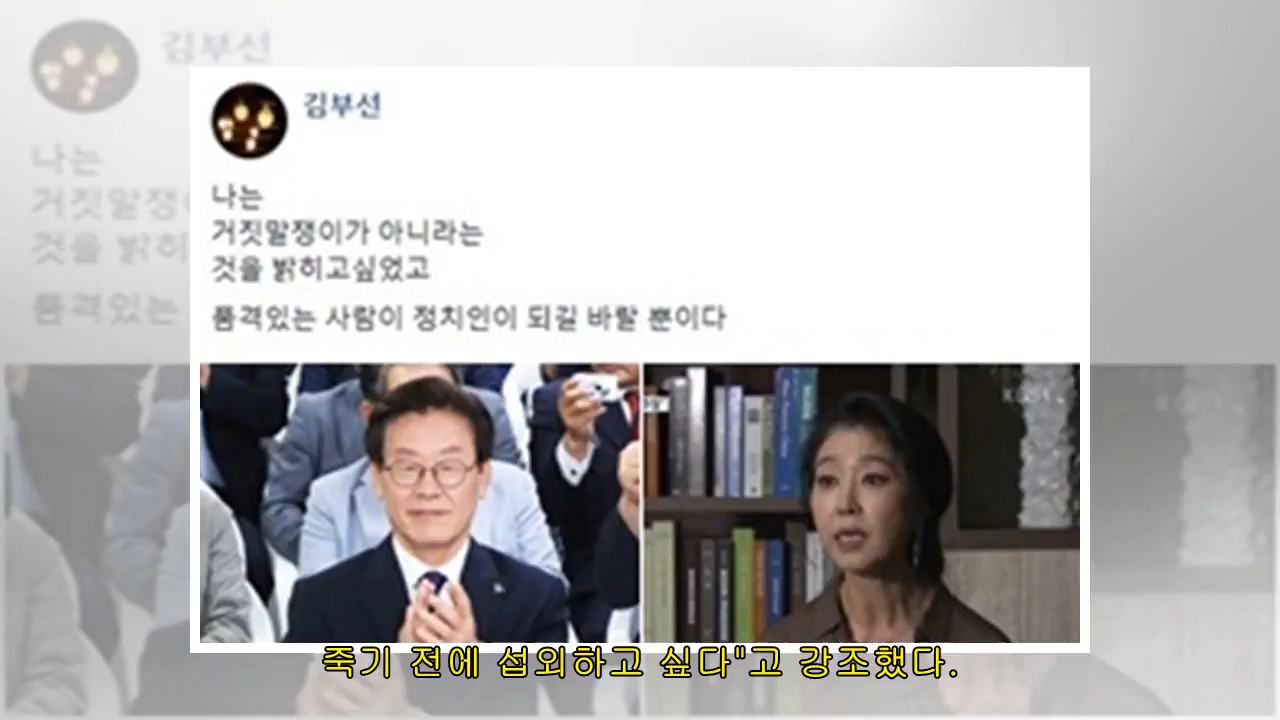 김부선
나는
거짓말쟁이가 아니라는
것을 밝히고싶었고
품격있는 사람이 정치인이 되길 바랄 뿐이다
죽기 전에 섭외하고 싶다"고 강조했다.